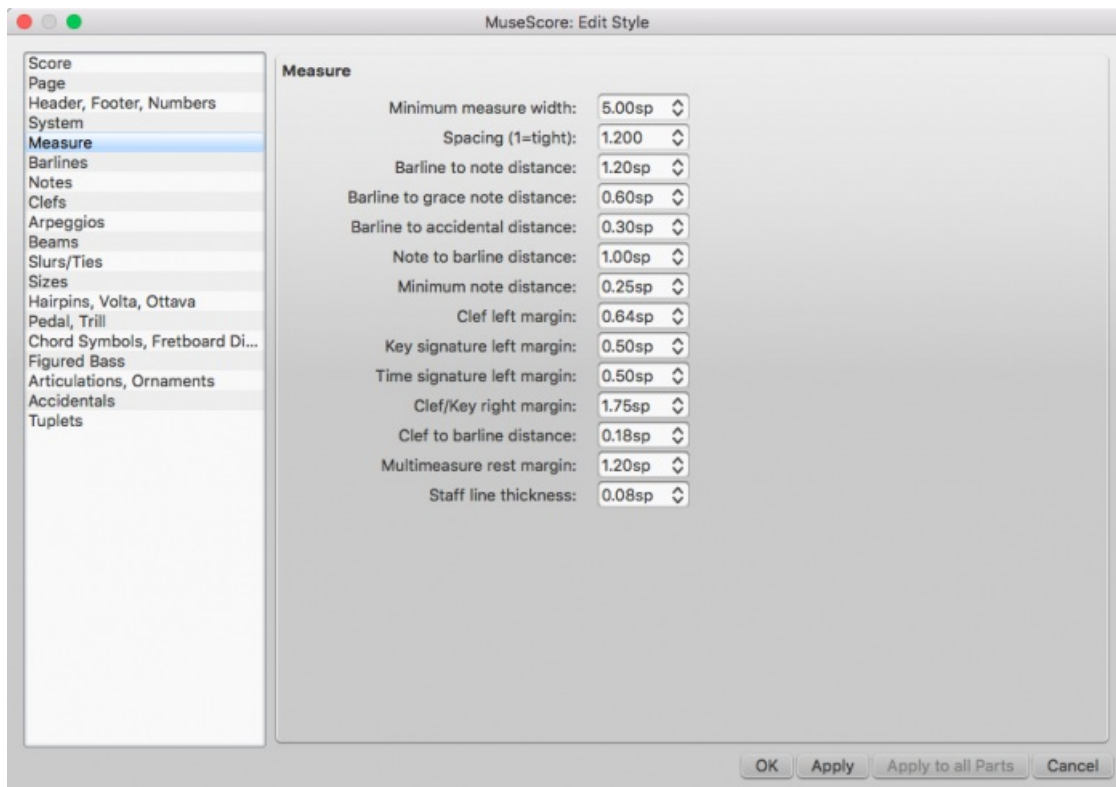 MuseScore: Edit Style
Score
Page
Header, Footer, Numbers
System
Measure
Barlines
Notes
Clefs
Arpeggios
Beams
Slurs/Ties
Sizes
Hairpins, Volta, Ottava
Pedal, Trill
Chord Symbols, Fretboard Di...
Figured Bass
Articulations, Ornaments
Accidentals
Tuplets
Measure
Minimum measure width: 5.00sp
Spacing (1=tight): 1.200
Barline to note distance: 1.20sp
Barline to grace note distance: 0.60sp
Barline to accidental distance: 0.30sp
Note to barline distance: 1.00sp
Minimum note distance: 0.25sp
Clef left margin: 0.64sp
Key signature left margin: 0.50sp
Time signature left margin: 0.50sp
Clef/Key right margin: 1.75sp
Clef to barline distance: 0.18sp
Multimeasure rest margin: 1.20sp
Staff line thickness: 0.08sp
OK Apply Apply to all Parts Cancel